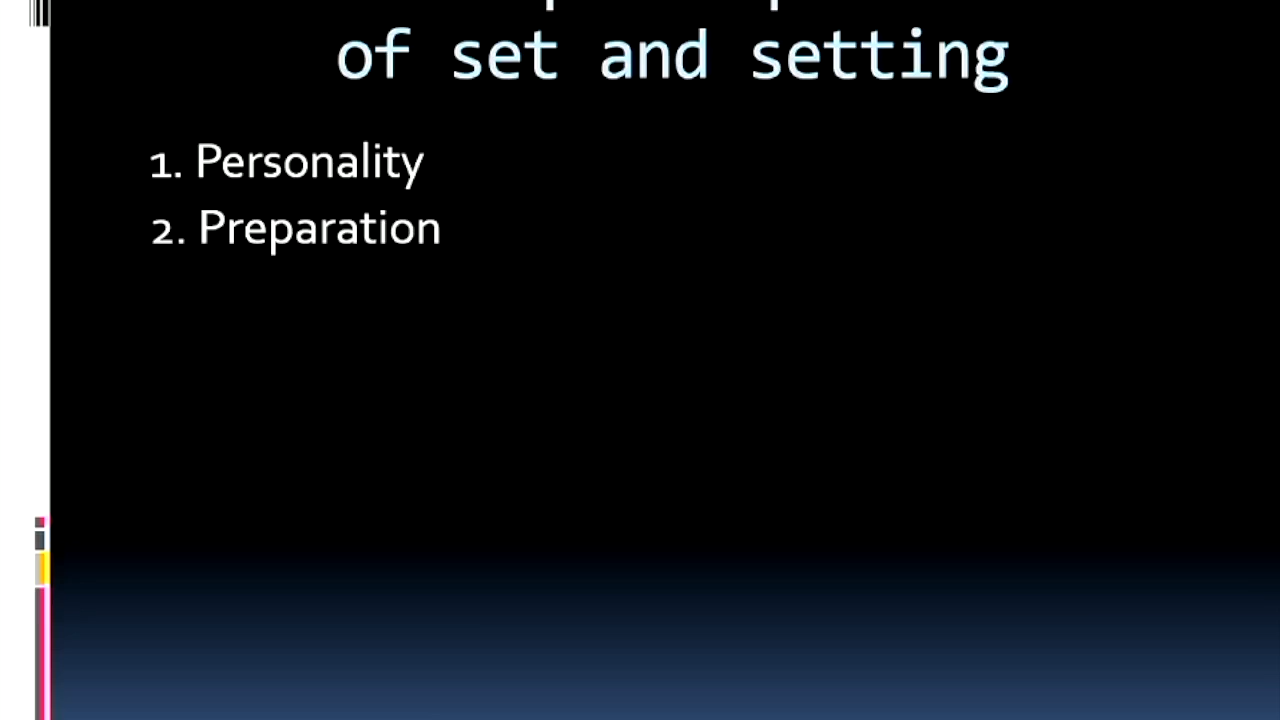 of set and setting
1. Personality
2. Preparation